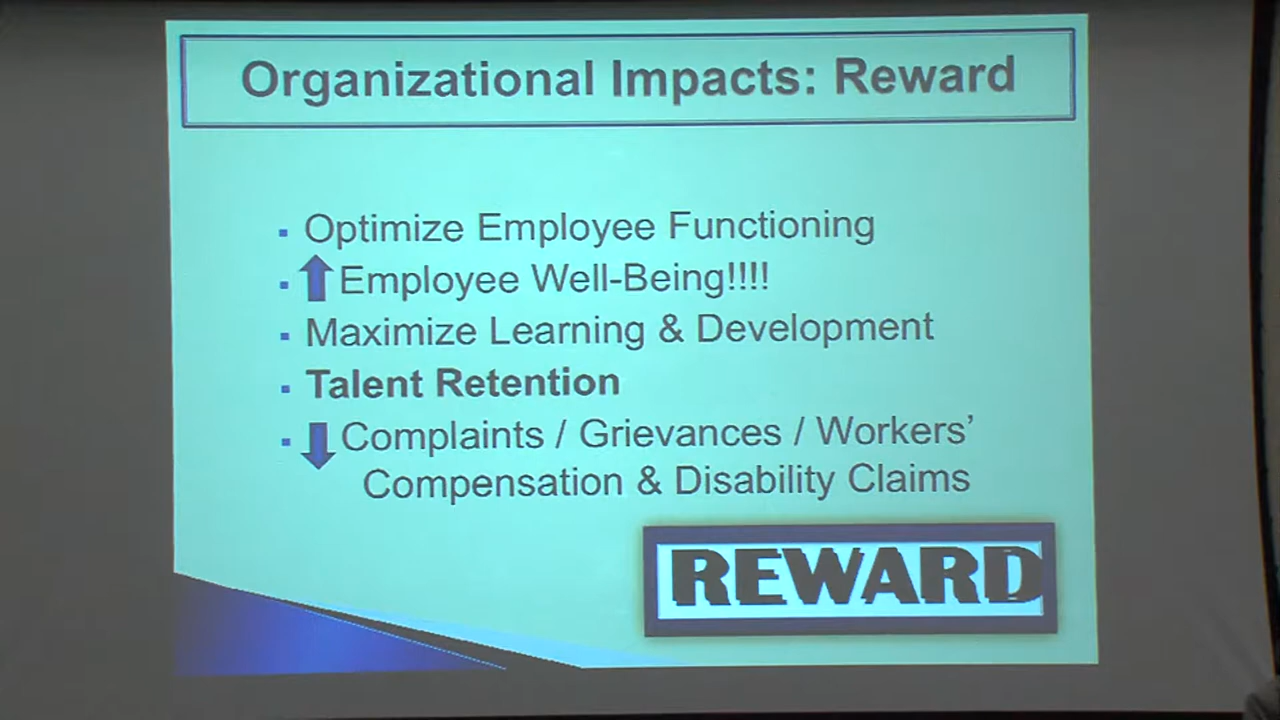 Organizational Impacts: Reward
▪ Optimize Employee Functioning
▪ ⬆ Employee Well-Being!!!!
▪ Maximize Learning & Development
▪ Talent Retention
▪ ⬇ Complaints / Grievances / Workers’
Compensation & Disability Claims
REWARD